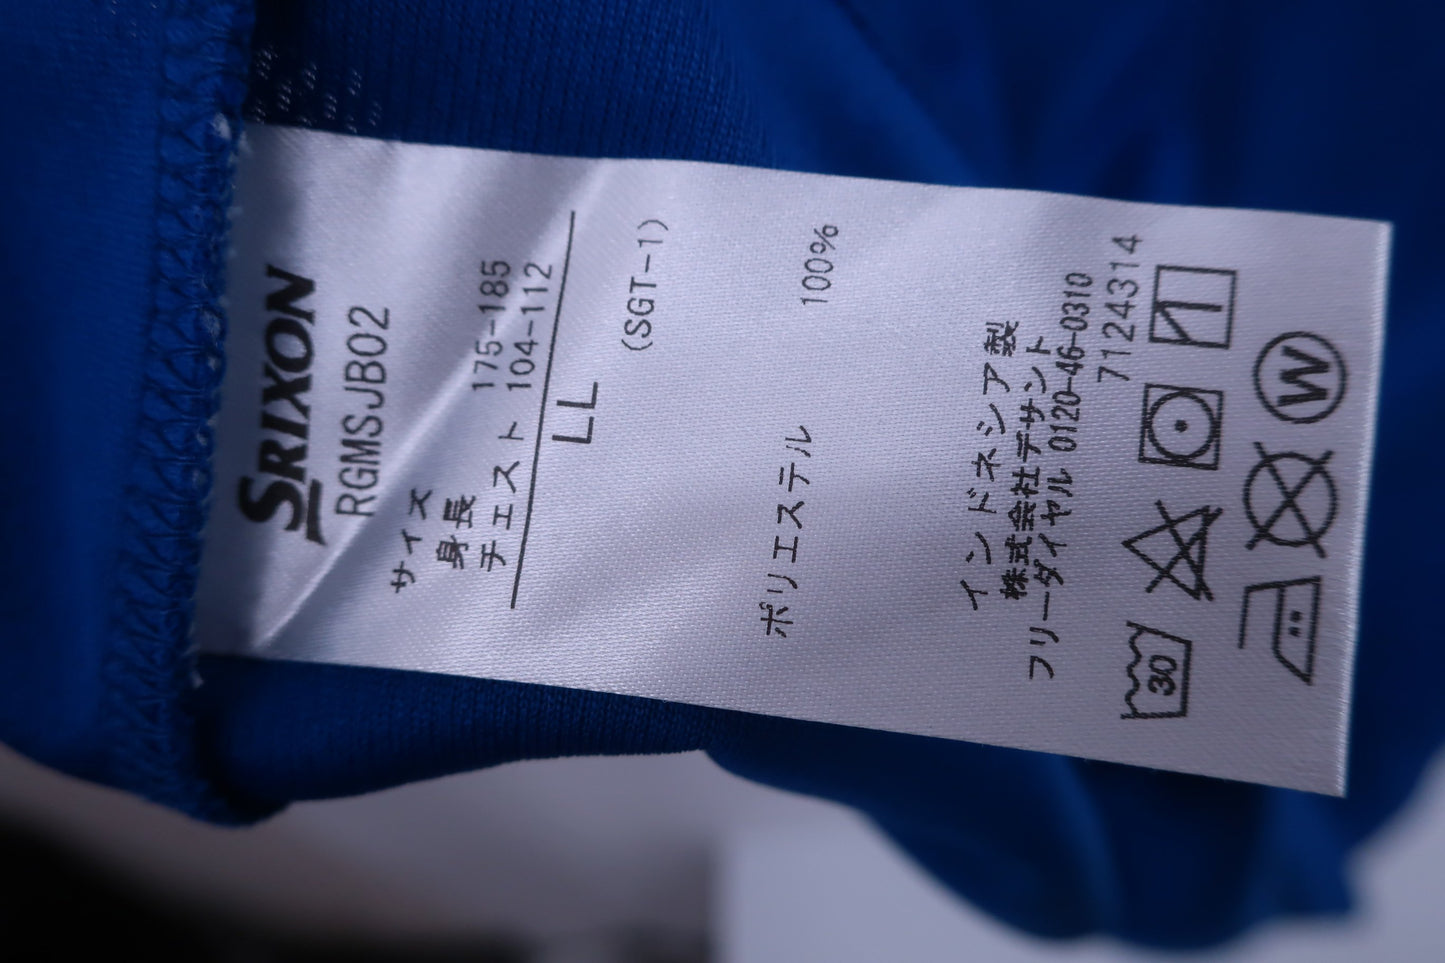 SRIXON
RGMSJB02
サイズ
身長 175-185
チェスト 104-112
LL
(SGT-1)
ポリエステル 100%
インドネシア製
株式会社デサント
フリーダイヤル 0120-46-0310
7124314
30
W